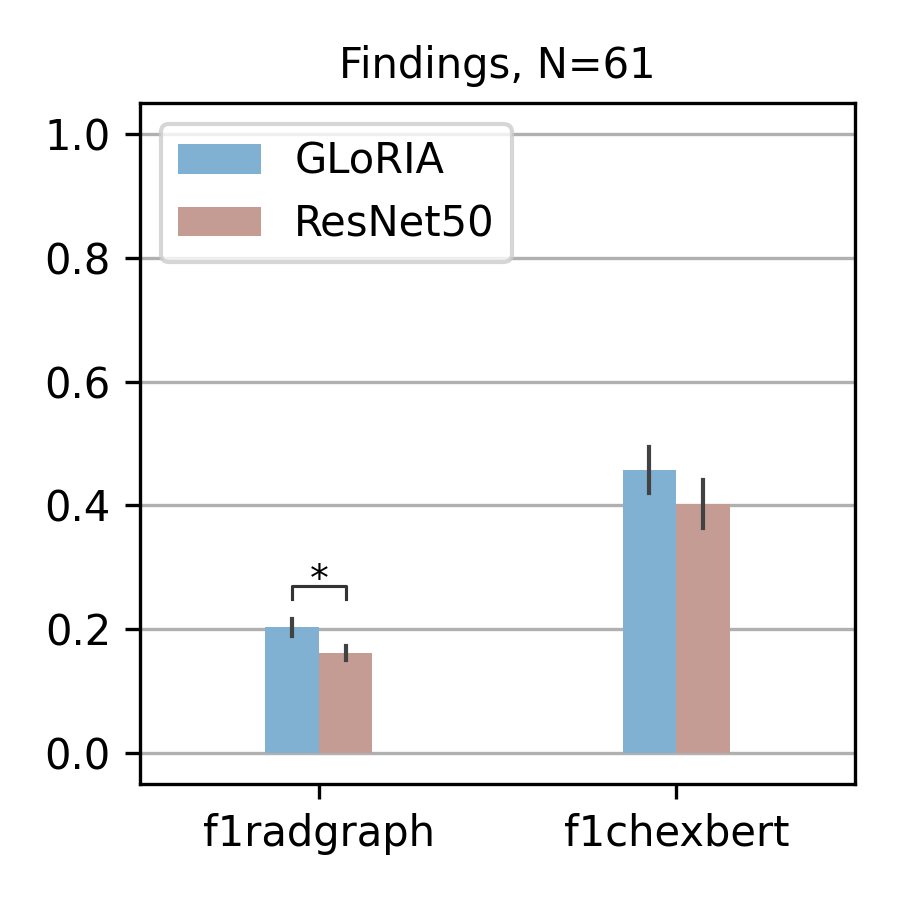 Findings, N=61
1.0
0.8
0.6
0.4
0.2
0.0
GLoRIA
ResNet50
*
f1radgraph
f1chexbert